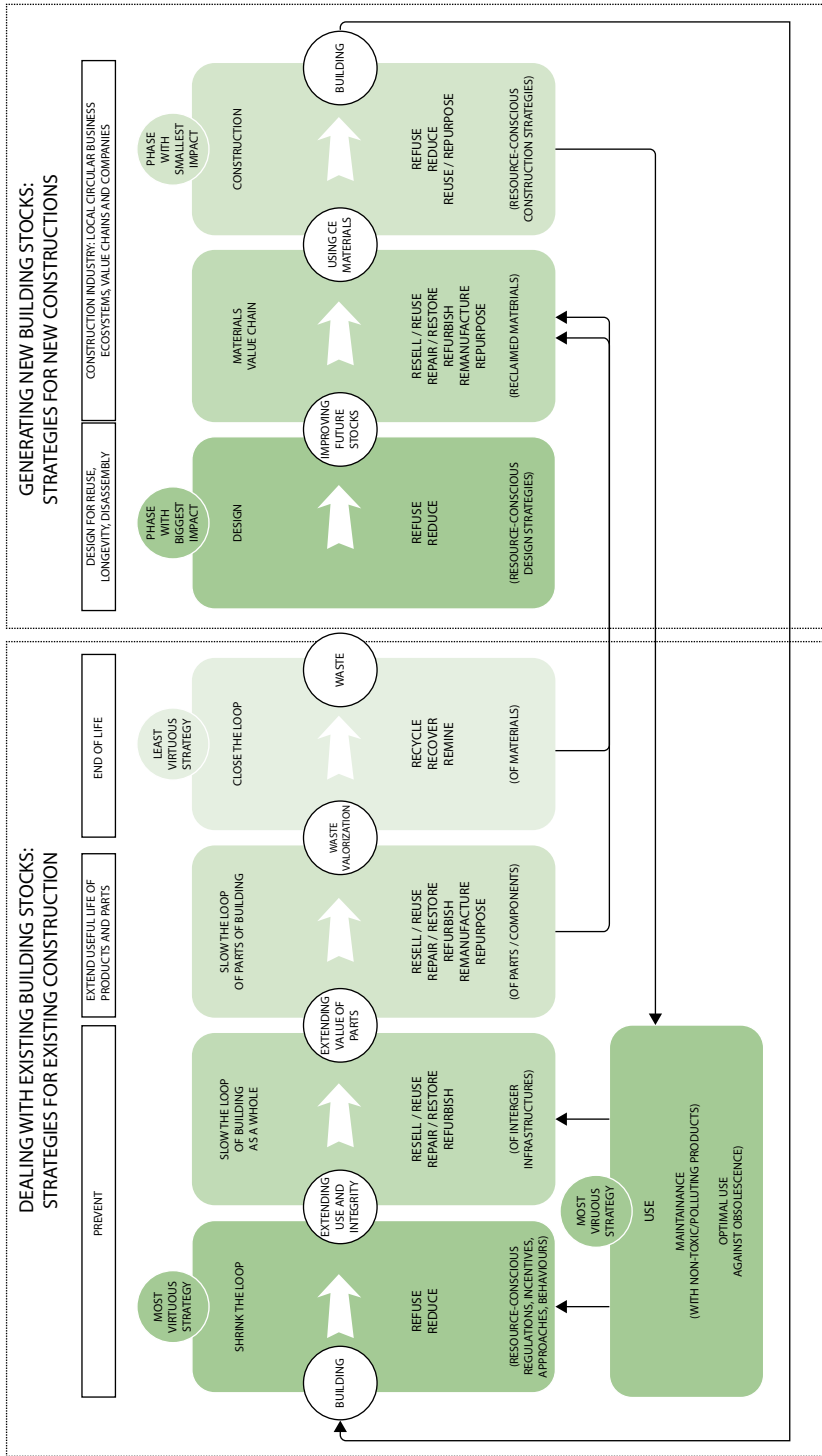 DEALING WITH EXISTING BUILDING STOCKS:
STRATEGIES FOR EXISTING CONSTRUCTION
PREVENT
EXTEND USEFUL LIFE OF
PRODUCTS AND PARTS
END OF LIFE
MOST
VIRTUOUS
STRATEGY
SHRINK THE LOOP
BUILDING
REFUSE
REDUCE
(RESOURCE-CONSCIOUS
REGULATIONS, INCENTIVES,
APPROACHES, BEHAVIOURS)
EXTENDING
USE AND
INTEGRITY
SLOW THE LOOP
OF BUILDING
AS A WHOLE
RESELL / REUSE
REPAIR / RESTORE
REFURBISH
(OF INTERGER
INFRASTRUCTURES)
EXTENDING
VALUE OF
PARTS
SLOW THE LOOP
OF PARTS OF BUILDING
RESELL / REUSE
REPAIR / RESTORE
REFURBISH
REMANUFACTURE
REPURPOSE
(OF PARTS / COMPONENTS)
WASTE
VALORIZATION
LEAST
VIRTUOUS
STRATEGY
CLOSE THE LOOP
RECYCLE
RECOVER
REMINE
(OF MATERIALS)
WASTE
MOST
VIRUOUS
STRATEGY
USE
MAINTAINANCE
(WITH NON-TOXIC/POLLUTING PRODUCTS)
OPTIMAL USE
AGAINST OBSOLESCENCE)
GENERATING NEW BUILDING STOCKS:
STRATEGIES FOR NEW CONSTRUCTIONS
DESIGN FOR REUSE,
LONGEVITY, DISASSEMBLY
CONSTRUCTION INDUSTRY: LOCAL CIRCULAR BUSINESS
ECOSYSTEMS, VALUE CHAINS AND COMPANIES
PHASE
WITH
BIGGEST
IMPACT
DESIGN
REFUSE
REDUCE
(RESOURCE-CONSCIOUS
DESIGN STRATEGIES)
IMPROVING
FUTURE
STOCKS
MATERIALS
VALUE CHAIN
RESELL / REUSE
REPAIR / RESTORE
REFURBISH
REMANUFACTURE
REPURPOSE
(RECLAIMED MATERIALS)
USING CE
MATERIALS
PHASE
WITH
SMALLEST
IMPACT
CONSTRUCTION
REFUSE
REDUCE
REUSE / REPURPOSE
(RESOURCE-CONSCIOUS
CONSTRUCTION STRATEGIES)
BUILDING